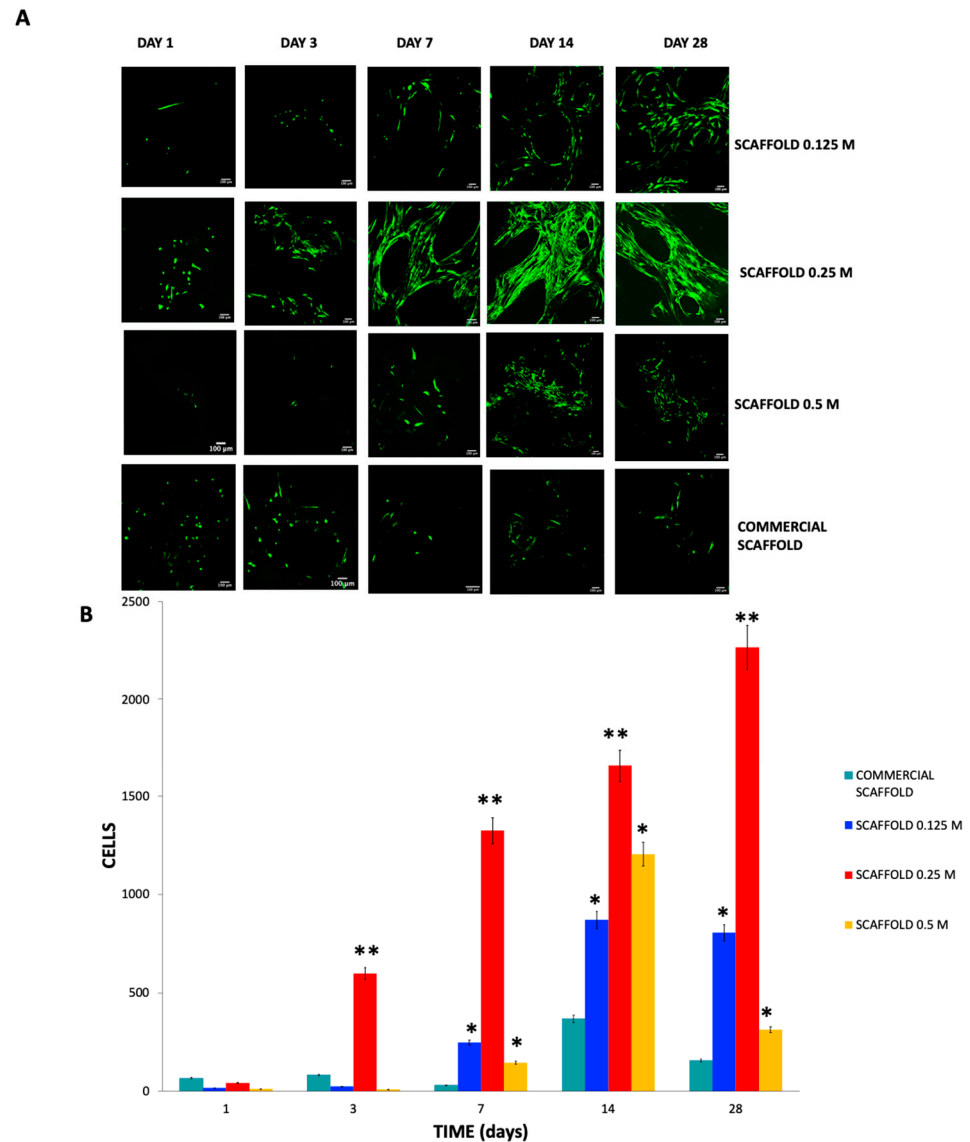 A
DAY 1 DAY 3 DAY 7 DAY 14 DAY 28
SCAFFOLD 0.125 M
SCAFFOLD 0.25 M
SCAFFOLD 0.5 M
100 µm
COMMERCIAL
SCAFFOLD
100 µm
B
2500
2000
1500
1000
500
0
CELLS
** 
** 
* * 
** 
* * 
** 
* * 
1 3 7 14 28
TIME (days)
COMMERCIAL
SCAFFOLD
SCAFFOLD 0.125 M
SCAFFOLD 0.25 M
SCAFFOLD 0.5 M